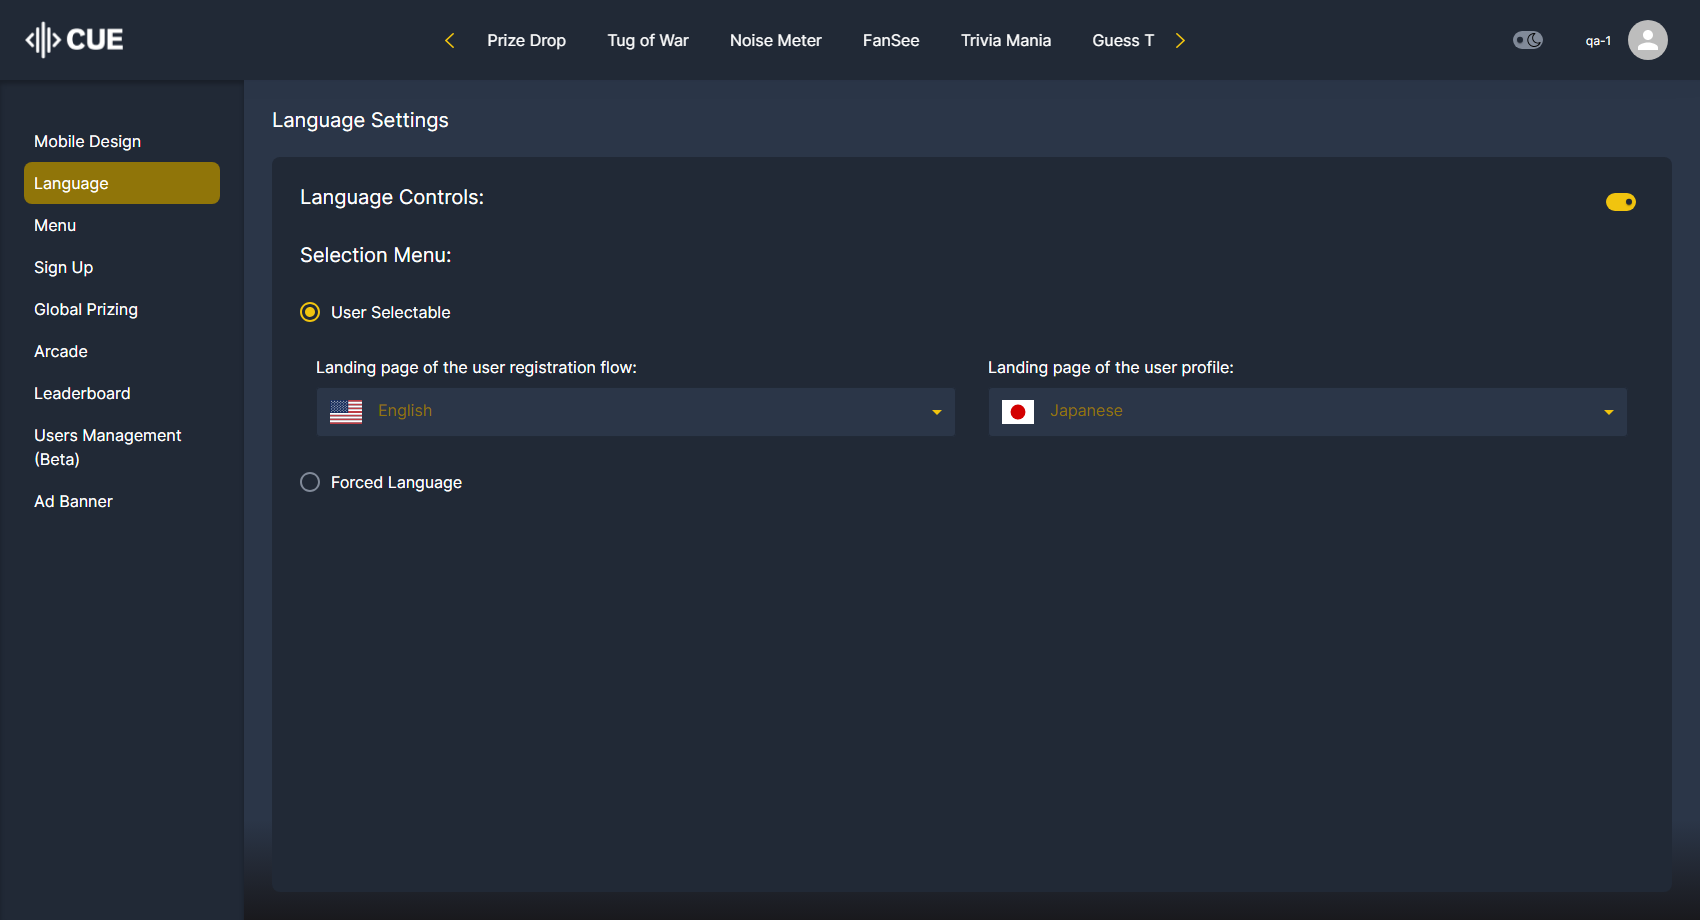 CUE
Prize Drop
Tug of War
Noise Meter
FanSee
Trivia Mania
Guess T
qa-1
Mobile Design
Language
Menu
Sign Up
Global Prizing
Arcade
Leaderboard
Users Management
(Beta)
Ad Banner
Language Settings
Language Controls:
Selection Menu:
User Selectable
Landing page of the user registration flow:
English
Landing page of the user profile:
Japanese
Forced Language